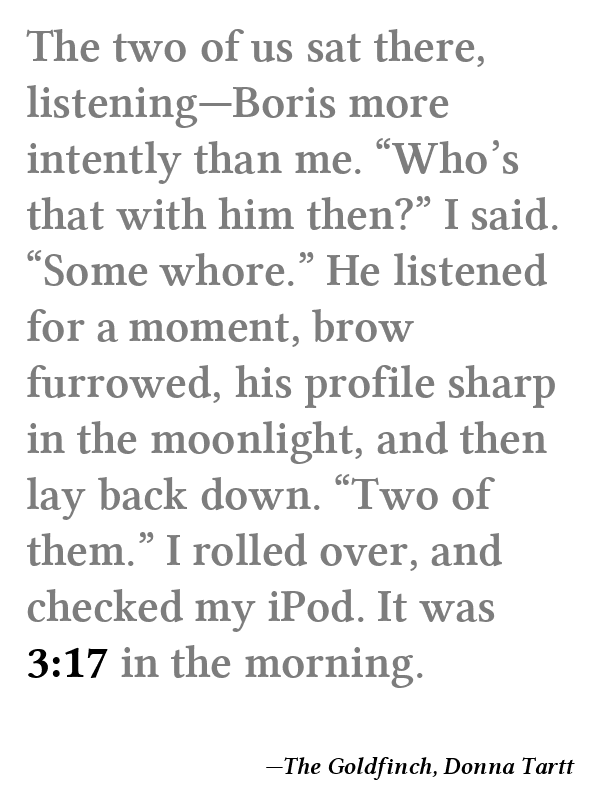 The two of us sat there,
listening—Boris more
intently than me. “Who’s
that with him then?” I said.
“Some whore.” He listened
for a moment, brow
furrowed, his profile sharp
in the moonlight, and then
lay back down. “Two of
them.” I rolled over, and
checked my iPod. It was
3:17 in the morning.
—The Goldfinch, Donna Tartt